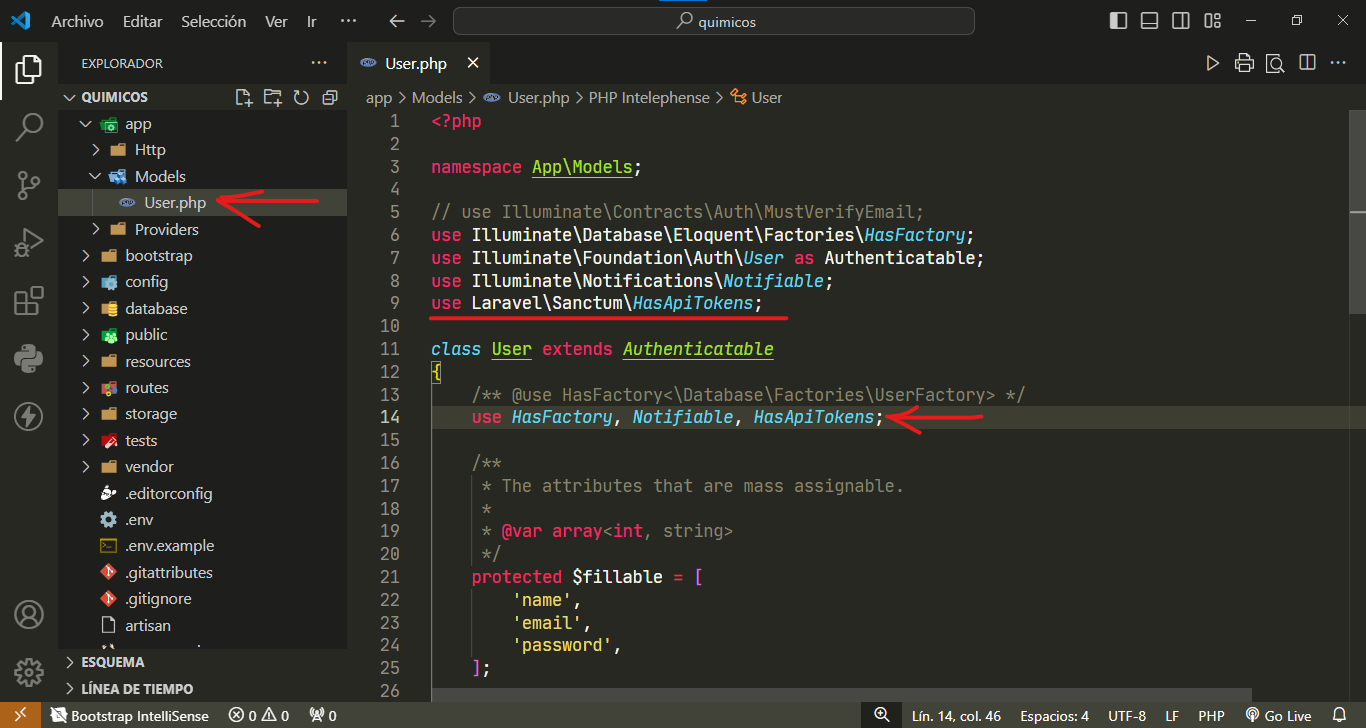 Archivo Editar Selección Ver Ir ··· quimicos
EXPLORADOR ···
QUIMICOS
app
Http
Models
User.php
Providers
bootstrap
config
database
public
resources
routes
storage
tests
vendor
.editorconfig
.env
.env.example
.gitattributes
.gitignore
artisan
ESQUEMA
LÍNEA DE TIEMPO
User.php
app > Models > User.php > PHP Intelephense > User
1 <?php
2
3 namespace App\Models;
4
5 // use Illuminate\Contracts\Auth\MustVerifyEmail;
6 use Illuminate\Database\Eloquent\Factories\HasFactory;
7 use Illuminate\Foundation\Auth\User as Authenticatable;
8 use Illuminate\Notifications\Notifiable;
9 use Laravel\Sanctum\HasApiTokens;
10
11 class User extends Authenticatable
12 {
13 /** @use HasFactory<\Database\Factories\UserFactory> */
14 use HasFactory, Notifiable, HasApiTokens;
15
16 /**
17 * The attributes that are mass assignable.
18 *
19 * @var array<int, string>
20 */
21 protected $fillable = [
22 'name',
23 'email',
24 'password',
25 ];
26
Bootstrap IntelliSense 0 0 0 Lín. 14, col. 46 Espacios: 4 UTF-8 LF PHP Go Live